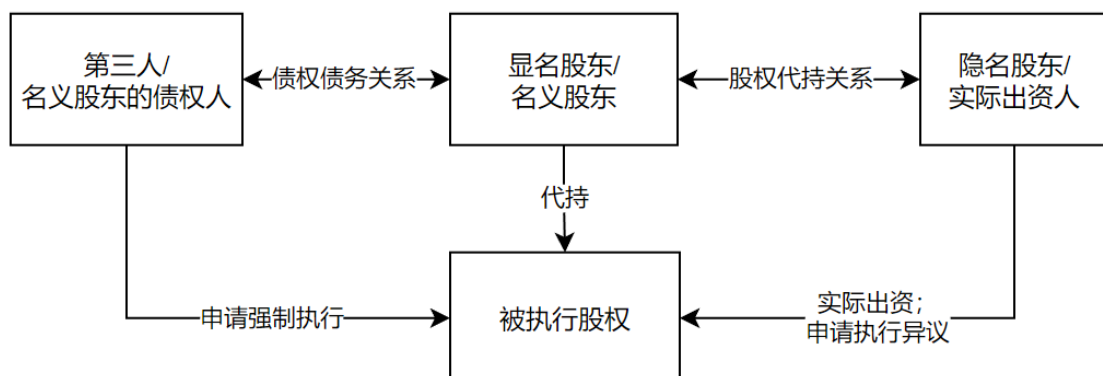 第三人/
名义股东的债权人
债权债务关系
显名股东/
名义股东
股权代持关系
隐名股东/
实际出资人
代持
申请强制执行
被执行股权
实际出资；
申请执行异议